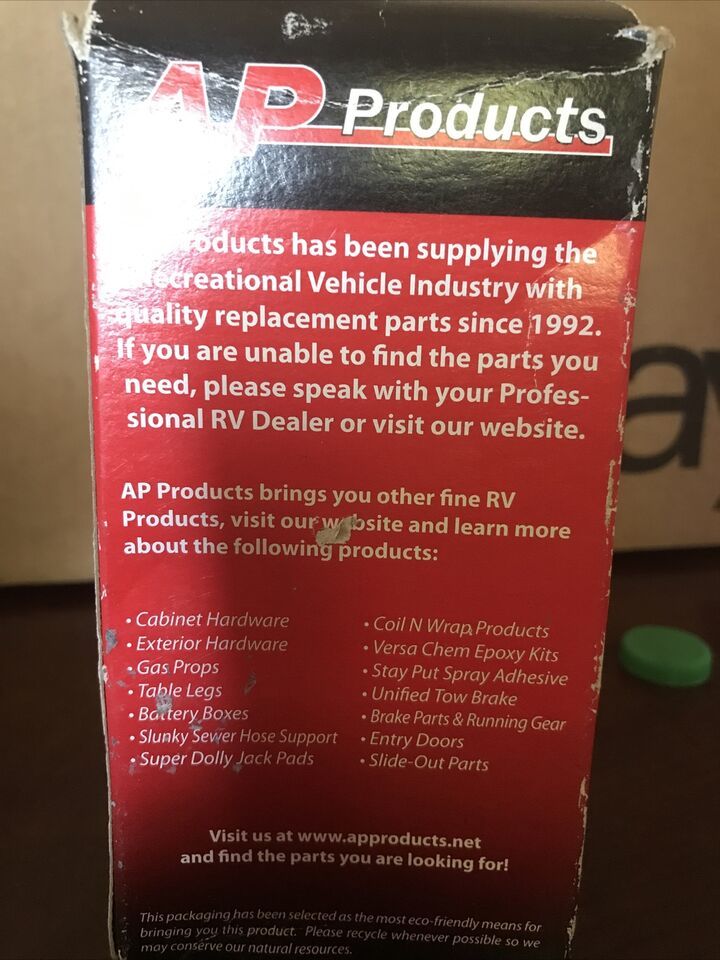 AP Products
Products has been supplying the
Recreational Vehicle Industry with
quality replacement parts since 1992.
If you are unable to find the parts you
need, please speak with your Profes-
sional RV Dealer or visit our website.
AP Products brings you other fine RV
Products, visit our website and learn more
about the following products:
• Cabinet Hardware
• Exterior Hardware
• Gas Props
• Table Legs
• Battery Boxes
• Slunky Sewer Hose Support
• Super Dolly Jack Pads
• Coil N Wrap Products
• Versa Chem Epoxy Kits
• Stay Put Spray Adhesive
• Unified Tow Brake
• Brake Parts & Running Gear
• Entry Doors
• Slide-Out Parts
Visit us at www.approducts.net
and find the parts you are looking for!
This packaging has been selected as the most eco-friendly means for
bringing you this product. Please recycle whenever possible so we
may conserve our natural resources.